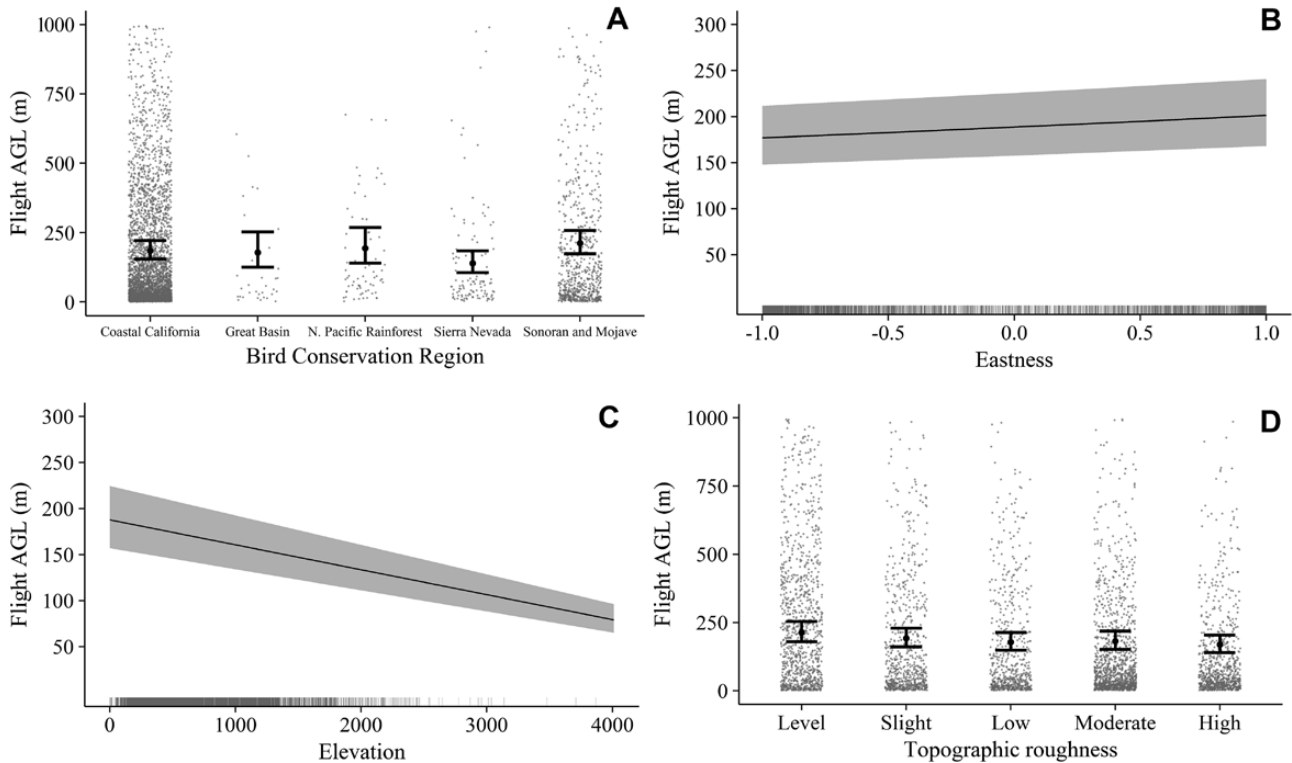 A
Flight AGL (m)
1000
750
500
250
0
Coastal California Great Basin N. Pacific Rainforest Sierra Nevada Sonoran and Mojave
Bird Conservation Region
B
Flight AGL (m)
300
250
200
150
100
50
-1.0 -0.5 0.0 0.5 1.0
Eastness
C
Flight AGL (m)
300
250
200
150
100
50
0 1000 2000 3000 4000
Elevation
D
Flight AGL (m)
1000
750
500
250
0
Level Slight Low Moderate High
Topographic roughness